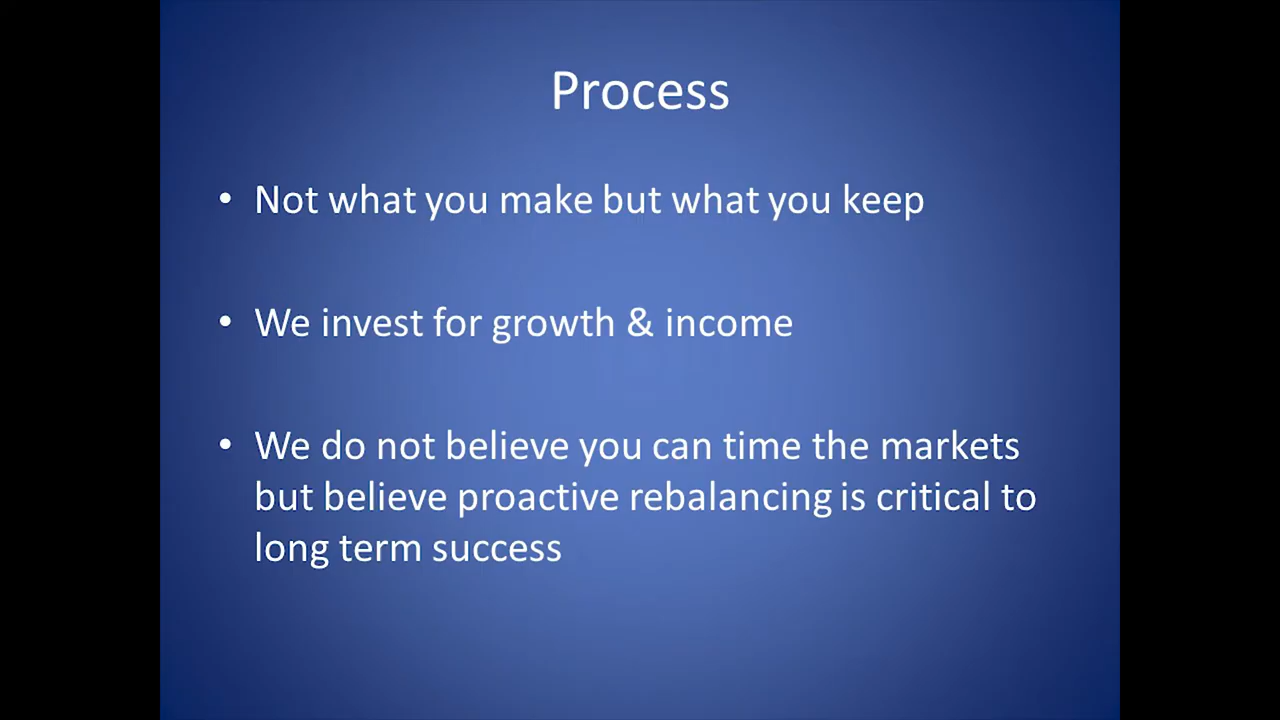 Process
• Not what you make but what you keep
• We invest for growth & income
• We do not believe you can time the markets
but believe proactive rebalancing is critical to
long term success